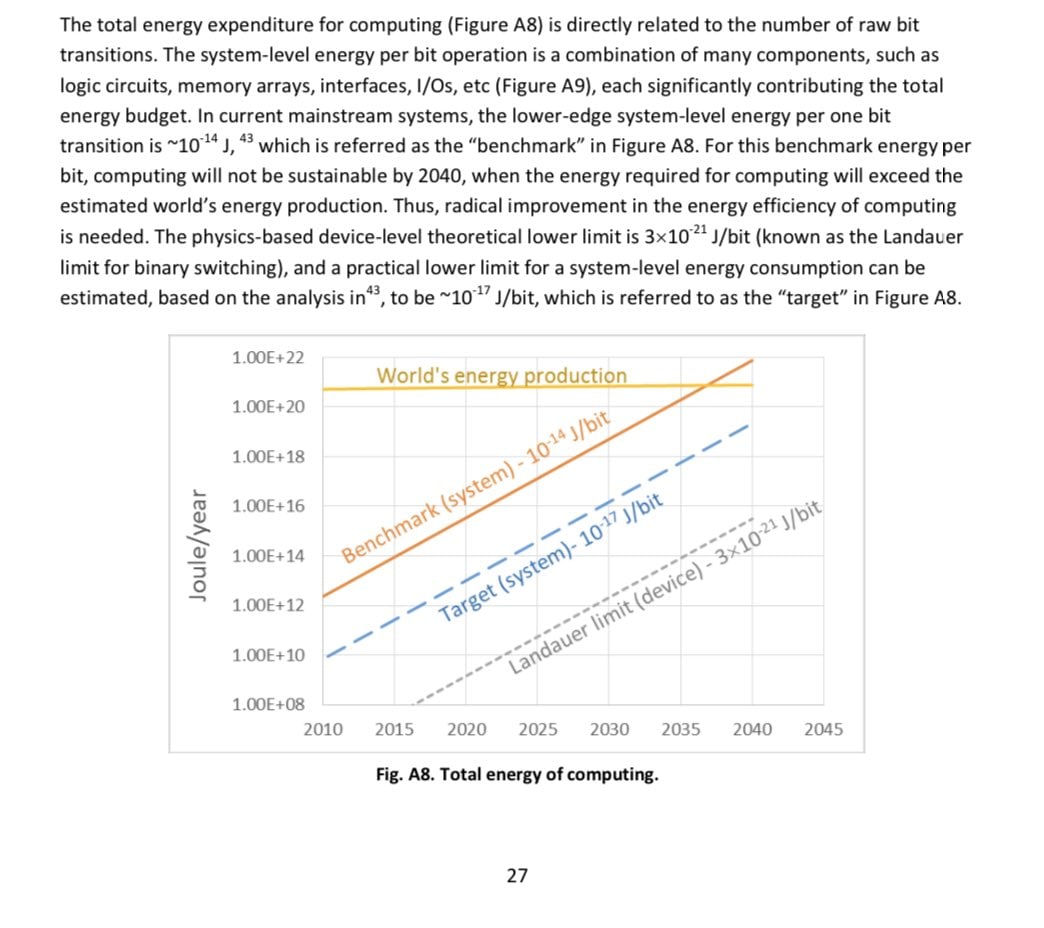 The total energy expenditure for computing (Figure A8) is directly related to the number of raw bit
transitions. The system-level energy per bit operation is a combination of many components, such as
logic circuits, memory arrays, interfaces, I/Os, etc (Figure A9), each significantly contributing the total
energy budget. In current mainstream systems, the lower-edge system-level energy per one bit
transition is ~10⁻¹⁴ J, ⁴³ which is referred as the “benchmark” in Figure A8. For this benchmark energy per
bit, computing will not be sustainable by 2040, when the energy required for computing will exceed the
estimated world’s energy production. Thus, radical improvement in the energy efficiency of computing
is needed. The physics-based device-level theoretical lower limit is 3×10⁻²¹ J/bit (known as the Landauer
limit for binary switching), and a practical lower limit for a system-level energy consumption can be
estimated, based on the analysis in⁴³, to be ~10⁻¹⁷ J/bit, which is referred to as the “target” in Figure A8.
1.00E+22
World's energy production
1.00E+20
1.00E+18
1.00E+16
1.00E+14
1.00E+12
1.00E+10
1.00E+08
Joule/year
Benchmark (system) - 10⁻¹⁴ J/bit
Target (system)- 10⁻¹⁷ J/bit
Landauer limit (device) - 3×10⁻²¹ J/bit
2010 2015 2020 2025 2030 2035 2040 2045
Fig. A8. Total energy of computing.
27